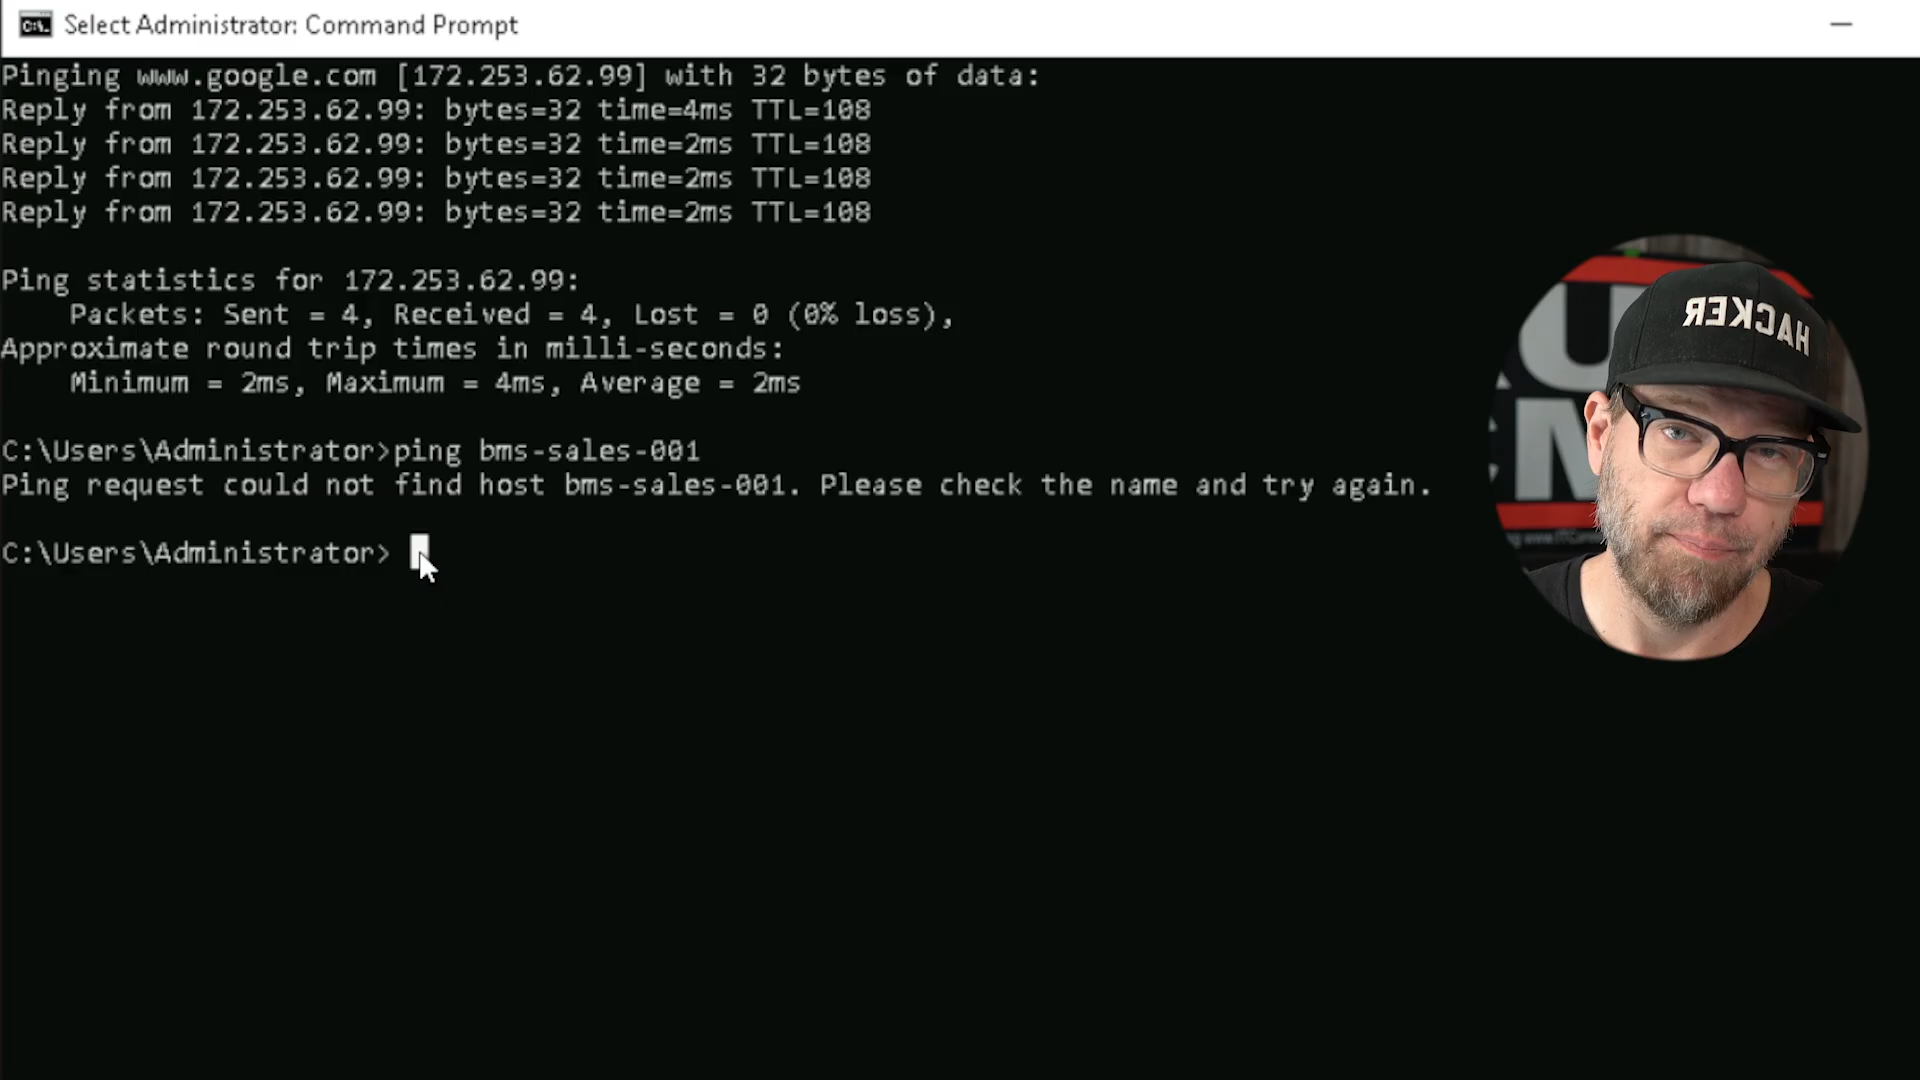 Select Administrator: Command Prompt
Pinging www.google.com [172.253.62.99] with 32 bytes of data:
Reply from 172.253.62.99: bytes=32 time=4ms TTL=108
Reply from 172.253.62.99: bytes=32 time=2ms TTL=108
Reply from 172.253.62.99: bytes=32 time=2ms TTL=108
Reply from 172.253.62.99: bytes=32 time=2ms TTL=108
Ping statistics for 172.253.62.99:
Packets: Sent = 4, Received = 4, Lost = 0 (0% loss),
Approximate round trip times in milli-seconds:
Minimum = 2ms, Maximum = 4ms, Average = 2ms
C:\Users\Administrator>ping bms-sales-001
Ping request could not find host bms-sales-001. Please check the name and try again.
C:\Users\Administrator>
HACKER